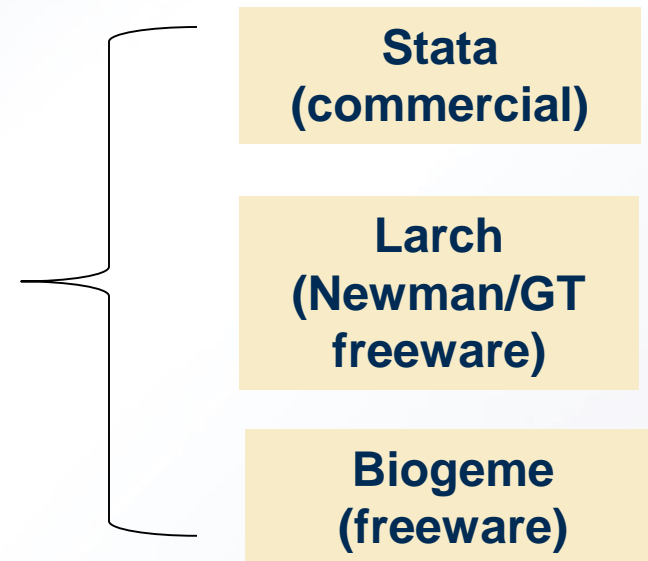 Stata
(commercial)
Larch
(Newman/GT
freeware)
Biogeme
(freeware)